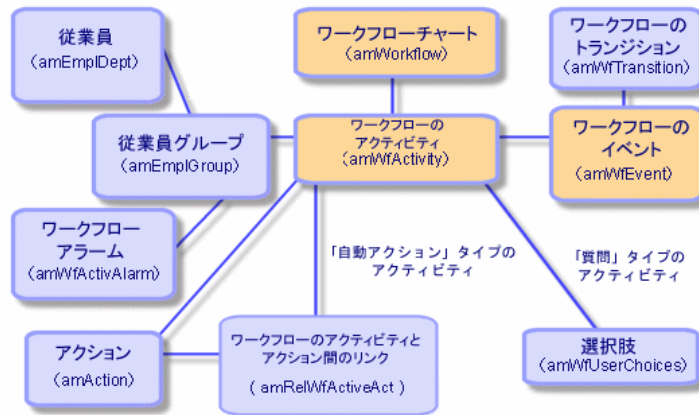 従業員
(amEmplDept)
ワークフローチャート
(amWorkflow)
ワークフローの
トランジション
(amWfTransition)
従業員グループ
(amEmplGroup)
ワークフローの
アクティビティ
(amWfActivity)
ワークフローの
イベント
(amWfEvent)
ワークフロー
アラーム
(amWfActivAlarm)
「自動アクション」タイプの
アクティビティ
「質問」タイプの
アクティビティ
アクション
(amAction)
ワークフローのアクティビティと
アクション間のリンク
( amRelWfActiveAct )
選択肢
(amWfUserChoices)